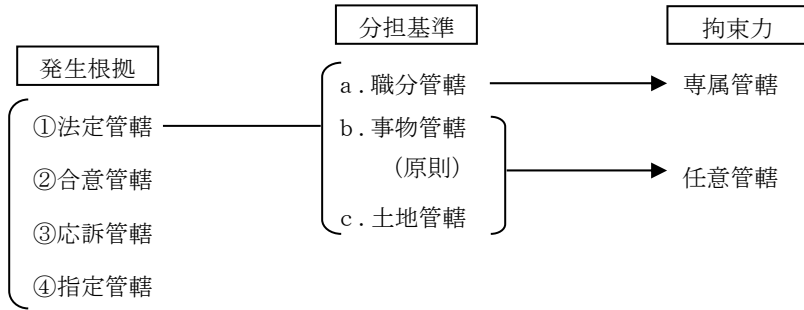 分担基準
拘束力
発生根拠
a．職分管轄
専属管轄
①法定管轄
b．事物管轄
（原則）
②合意管轄
任意管轄
c．土地管轄
③応訴管轄
④指定管轄